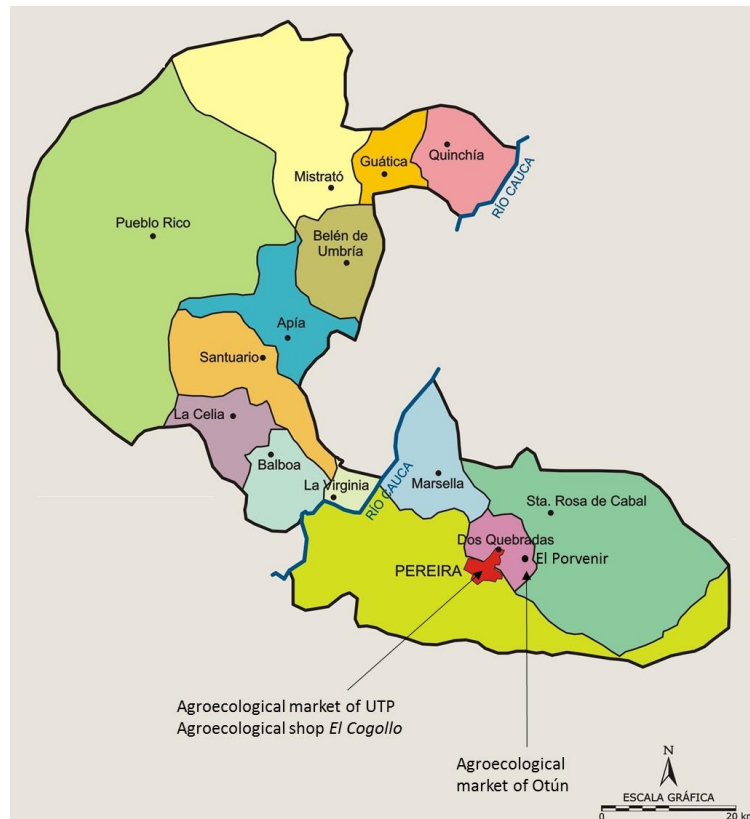 Mistrató
Guática
Quinchía
RÍO CAUCA
Pueblo Rico
Belén de
Umbría
Apía
Santuario
La Celia
Balboa
La Virginia
RÍO CAUCA
Marsella
Sta. Rosa de Cabal
Dos Quebradas
El Porvenir
PEREIRA
Agroecological market of UTP
Agroecological shop El Cogollo
Agroecological
market of Otún
N
ESCALA GRÁFICA
0 20 km